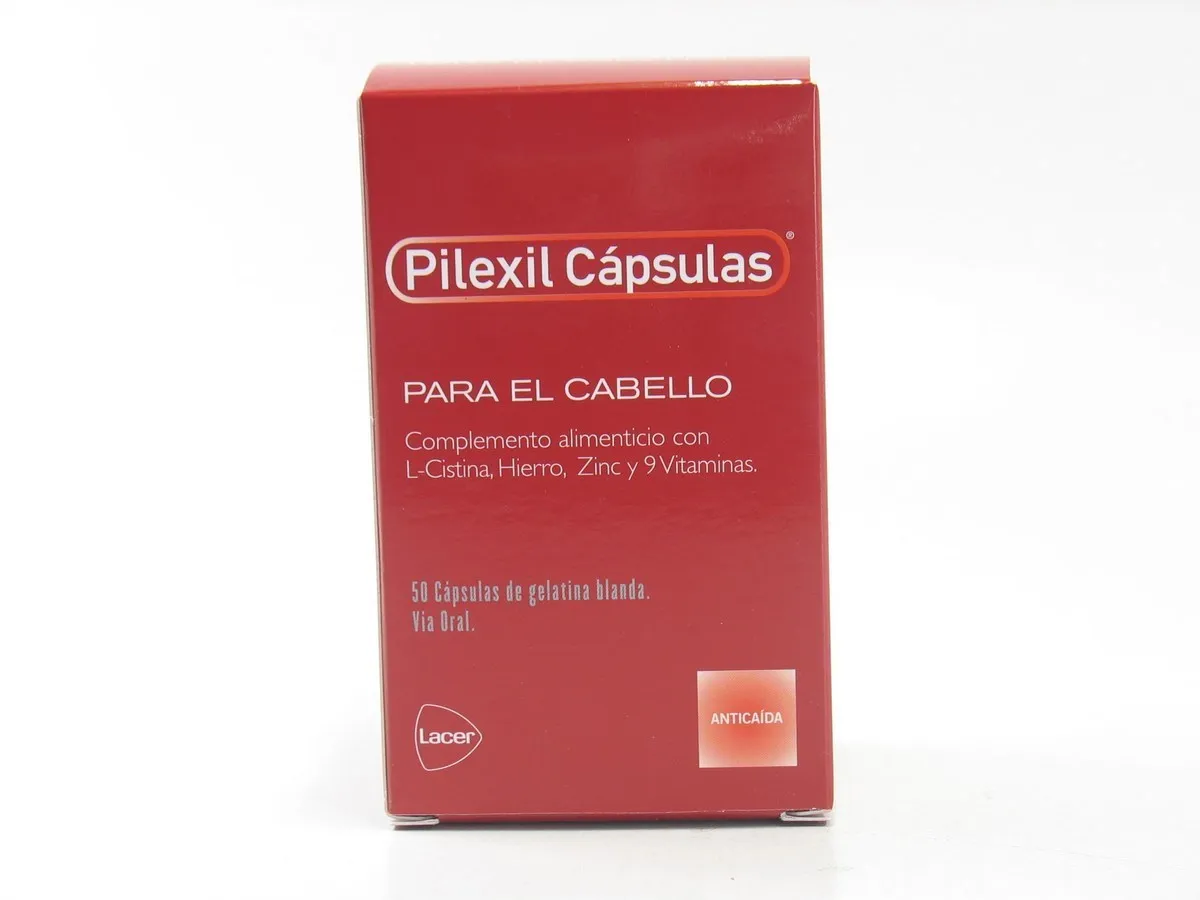 Pilexil Cápsulas®
PARA EL CABELLO
Complemento alimenticio con
L-Cistina, Hierro, Zinc y 9 Vitaminas.
50 Cápsulas de gelatina blanda.
Via Oral.
Lacer
ANTICAÍDA